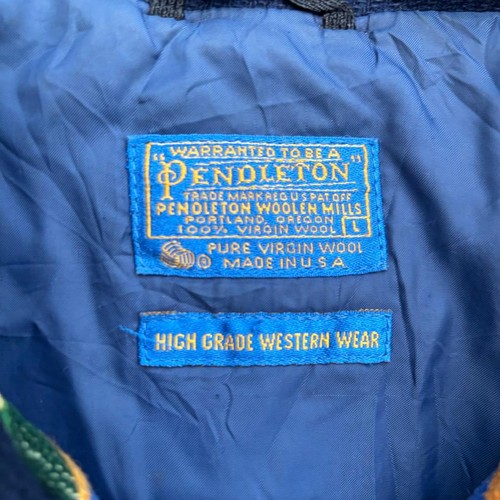 "WARRANTED TO BE A
PENDLETON"
TRADE MARK REG U S PAT OFF
PENDLETON WOOLEN MILLS
PORTLAND, OREGON
100% VIRGIN WOOL L
PURE VIRGIN WOOL
MADE IN U S A
HIGH GRADE WESTERN WEAR